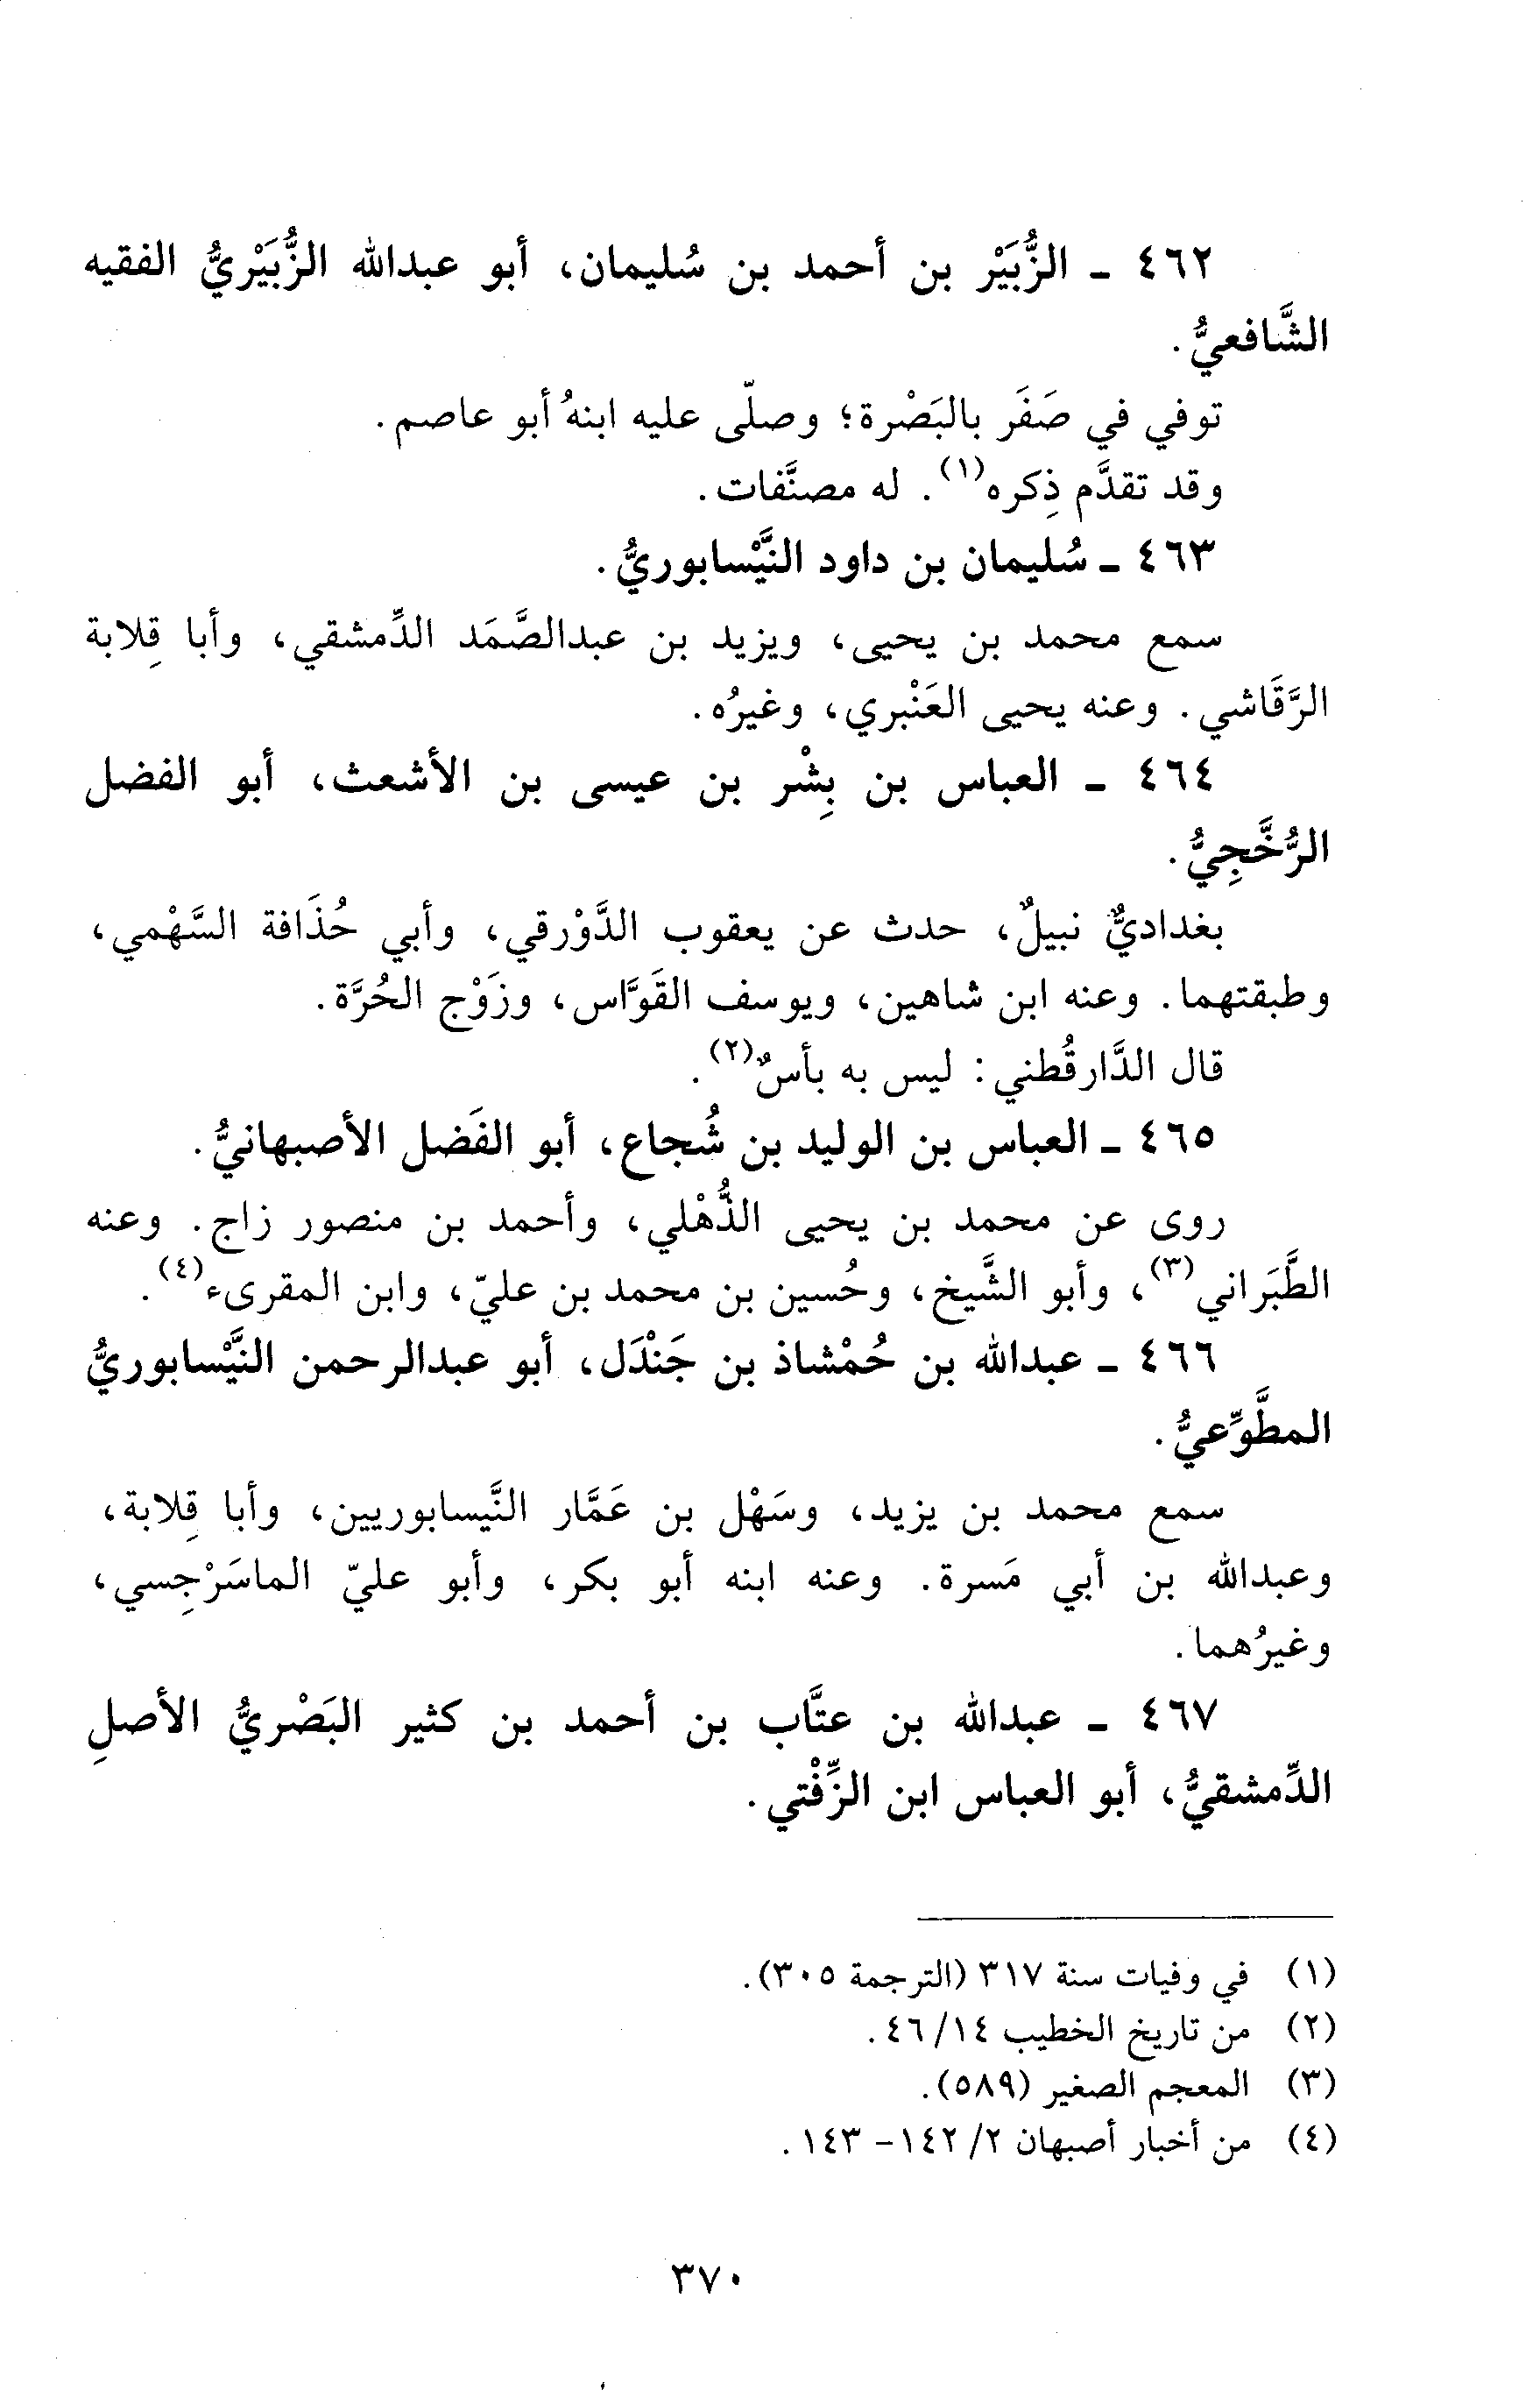 ٤٦٢ ـ الزُّبَيْر بن أحمد بن سُليمان، أبو عبدالله الزُّبَيْريُّ الفقيه
الشَّافعيُّ.
توفي في صَفَر بالبَصْرة؛ وصلّى عليه ابنهُ أبو عاصم.
وقد تقدَّم ذِكره(١). له مصنَّفات.
٤٦٣ ـ سُليمان بن داود النَّيْسابوريُّ.
سمع محمد بن يحيى، ويزيد بن عبدالصَّمَد الدِّمشقي، وأبا قِلابة
الرَّقَاشي. وعنه يحيى العَنْبري، وغيرُه.
٤٦٤ ـ العباس بن بِشْر بن عيسى بن الأشعث، أبو الفضل
الرُّخَّجِيُّ.
بغداديٌّ نبيلٌ، حدث عن يعقوب الدَّوْرقي، وأبي حُذَافة السَّهْمي،
وطبقتهما. وعنه ابن شاهين، ويوسف القَوَّاس، وزَوْج الحُرَّة.
قال الدَّارقُطني: ليس به بأسٌ(٢).
٤٦٥ ـ العباس بن الوليد بن شُجاع، أبو الفَضل الأصبهانيُّ.
روى عن محمد بن يحيى الذُّهْلي، وأحمد بن منصور زاج. وعنه
الطَّبَراني(٣)، وأبو الشَّيخ، وحُسين بن محمد بن عليّ، وابن المقرىء(٤).
٤٦٦ ـ عبدالله بن حُمْشاذ بن جَنْدَل، أبو عبدالرحمن النَّيْسابوريُّ
المطَّوِّعيُّ.
سمع محمد بن يزيد، وسَهْل بن عَمَّار النَّيسابوريين، وأبا قِلابة،
وعبدالله بن أبي مَسرة. وعنه ابنه أبو بكر، وأبو عليّ الماسَرْجِسي،
وغيرُهما.
٤٦٧ ـ عبدالله بن عتَّاب بن أحمد بن كثير البَصْريُّ الأصلِ
الدِّمشقيُّ، أبو العباس ابن الزِّفْتي.
(١) في وفيات سنة ٣١٧ (الترجمة ٣٠٥).
(٢) من تاريخ الخطيب ١٤/ ٤٦.
(٣) المعجم الصغير (٥٨٩).
(٤) من أخبار أصبهان ٢/ ١٤٢ - ١٤٣.
٣٧٠